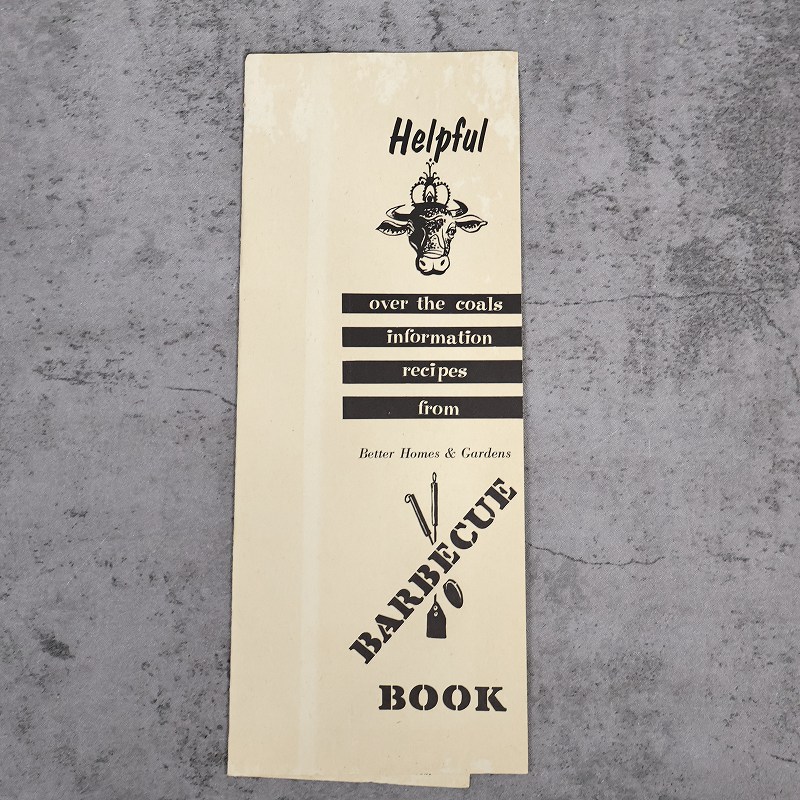 Helpful
over the coals
information
recipes
from
Better Homes & Gardens
BARBECUE
BOOK